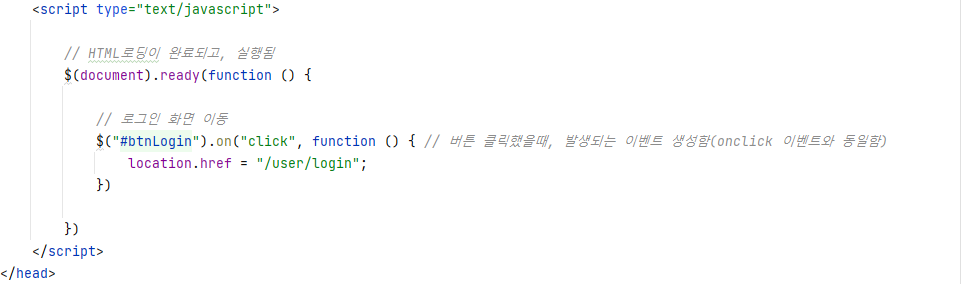 <script type="text/javascript">
// HTML로딩이 완료되고, 실행됨
$(document).ready(function () {
// 로그인 화면 이동
$("#btnLogin").on("click", function () { // 버튼 클릭했을때, 발생되는 이벤트 생성함(onclick 이벤트와 동일함)
location.href = "/user/login";
})
})
</script>
</head>